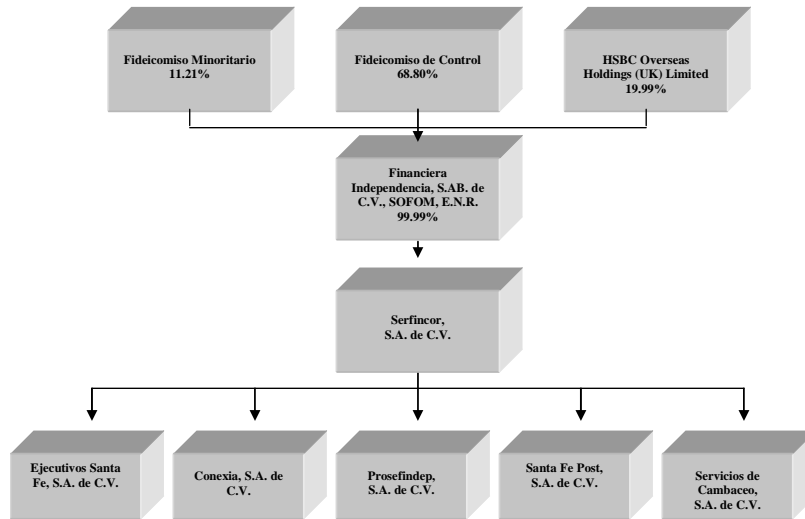 Fideicomiso Minoritario
11.21%
Fideicomiso de Control
68.80%
HSBC Overseas
Holdings (UK) Limited
19.99%
Financiera
Independencia, S.AB. de
C.V., SOFOM, E.N.R.
99.99%
Serfincor,
S.A. de C.V.
Ejecutivos Santa
Fe, S.A. de C.V.
Conexia, S.A. de
C.V.
Prosefindep,
S.A. de C.V.
Santa Fe Post,
S.A. de C.V.
Servicios de
Cambaceo,
S.A. de C.V.